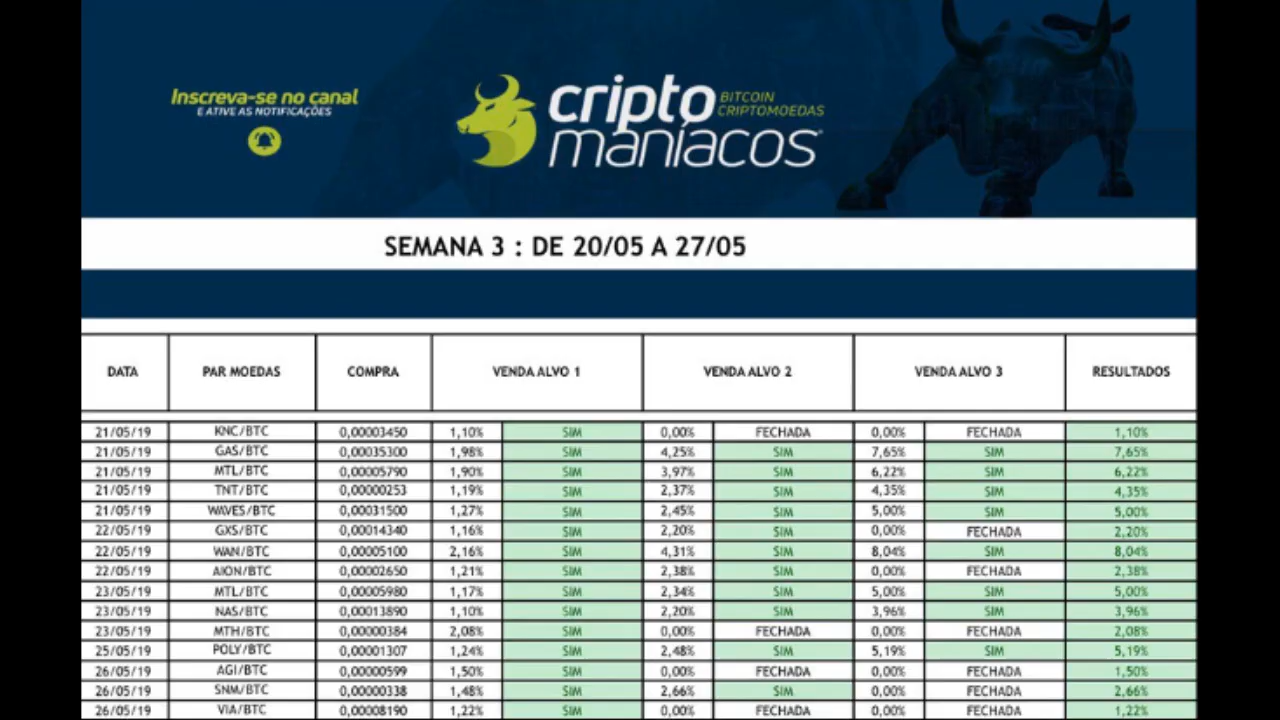 Inscreva-se no canal
E ATIVE AS NOTIFICAÇÕES
cripto BITCOIN CRIPTOMOEDAS
maníacos
SEMANA 3 : DE 20/05 A 27/05
DATA PAR MOEDAS COMPRA VENDA ALVO 1 VENDA ALVO 2 VENDA ALVO 3 RESULTADOS
21/05/19 KNC/BTC 0,00003450 1,10% SIM 0,00% FECHADA 0,00% FECHADA 1,10%
21/05/19 GAS/BTC 0,00035300 1,98% SIM 4,25% SIM 7,65% SIM 7,65%
21/05/19 MTL/BTC 0,00005790 1,90% SIM 3,97% SIM 6,22% SIM 6,22%
21/05/19 TNT/BTC 0,00000253 1,19% SIM 2,37% SIM 4,35% SIM 4,35%
21/05/19 WAVES/BTC 0,00031500 1,27% SIM 2,45% SIM 5,00% SIM 5,00%
22/05/19 GXS/BTC 0,00014340 1,16% SIM 2,20% SIM 0,00% FECHADA 2,20%
22/05/19 WAN/BTC 0,00005100 2,16% SIM 4,31% SIM 8,04% SIM 8,04%
22/05/19 AION/BTC 0,00002650 1,21% SIM 2,38% SIM 0,00% FECHADA 2,38%
23/05/19 MTL/BTC 0,00005980 1,17% SIM 2,34% SIM 5,00% SIM 5,00%
23/05/19 NAS/BTC 0,00013890 1,10% SIM 2,20% SIM 3,96% SIM 3,96%
23/05/19 MTH/BTC 0,00000384 2,08% SIM 0,00% FECHADA 0,00% FECHADA 2,08%
25/05/19 POLY/BTC 0,00001307 1,24% SIM 2,48% SIM 5,19% SIM 5,19%
26/05/19 AGI/BTC 0,00000599 1,50% SIM 0,00% FECHADA 0,00% FECHADA 1,50%
26/05/19 SNM/BTC 0,00000338 1,48% SIM 2,66% SIM 0,00% FECHADA 2,66%
26/05/19 VIA/BTC 0,00008190 1,22% SIM 0,00% FECHADA 0,00% FECHADA 1,22%